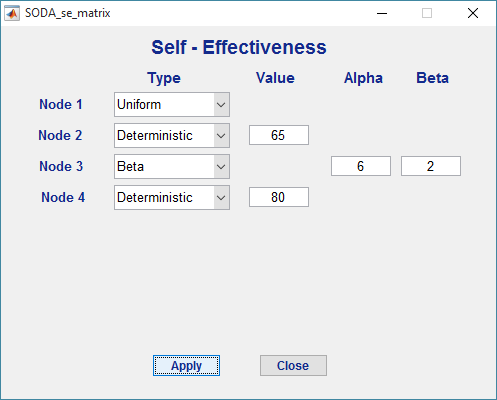 SODA_se_matrix
Self - Effectiveness
Type Value Alpha Beta
Node 1 Uniform
Node 2 Deterministic 65
Node 3 Beta 6 2
Node 4 Deterministic 80
Apply Close